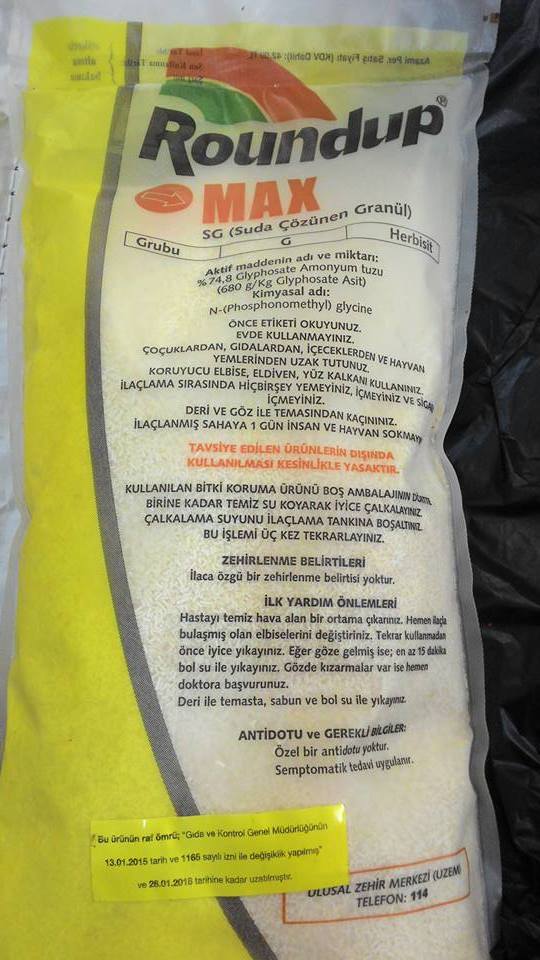 Azami Per. Satış Fiyatı (KDV Dahil): 42.00 TL
Roundup®
MAX
SG (Suda Çözünen Granül)
Grubu G Herbisit
Aktif maddenin adı ve miktarı:
%74,8 Glyphosate Amonyum tuzu
(680 g/Kg Glyphosate Asit)
Kimyasal adı:
N-(Phosphonomethyl) glycine
ÖNCE ETİKETİ OKUYUNUZ.
EVDE KULLANMAYINIZ.
ÇOÇUKLARDAN, GIDALARDAN, İÇECEKLERDEN VE HAYVAN
YEMLERİNDEN UZAK TUTUNUZ.
KORUYUCU ELBİSE, ELDİVEN, YÜZ KALKANI KULLANINIZ.
İLAÇLAMA SIRASINDA HİÇBİRŞEY YEMEYİNİZ, İÇMEYİNİZ VE
İÇMEYİNİZ.
DERİ VE GÖZ İLE TEMASINDAN KAÇININIZ.
İLAÇLANMIŞ SAHAYA 1 GÜN İNSAN VE HAYVAN
TAVSİYE EDİLEN ÜRÜNLERİN DIŞINDA
KULLANILMASI KESİNLİKLE YASAKTIR.
KULLANILAN BİTKİ KORUMA ÜRÜNÜ BOŞ AMBALAJININ
BİRİNE KADAR TEMİZ SU KOYARAK İYİCE ÇALKALAYINIZ
ÇALKALAMA SUYUNU İLAÇLAMA TANKINA BOŞALTINIZ.
BU İŞLEMİ ÜÇ KEZ TEKRARLAYINIZ.
ZEHİRLENME BELİRTİLERİ
İlaca özgü bir zehirlenme belirtisi yoktur.
İLK YARDIM ÖNLEMLERİ
Hastayı temiz hava alan bir ortama çıkarınız. Hemen ilaçla
bulaşmış olan elbiselerini değiştiriniz. Tekrar kullanmadan
önce iyice yıkayınız. Eğer göze gelmiş ise; en az 15 dakika
bol su ile yıkayınız. Gözde kızarmalar var ise hemen
doktora başvurunuz.
Deri ile temasta, sabun ve bol su ile yıkayınız.
ANTİDOTU ve GEREKLİ BİLGİLER:
Özel bir antidotu yoktur.
Semptomatik tedavi uygulanır.
Bu ürünün raf ömrü; "Gıda ve Kontrol Genel Müdürlüğünün
13.01.2015 tarih ve 1165 sayılı izni ile değişiklik yapılmış"
ve 26.01.2016 tarihine kadar uzatılmıştır.
ULUSAL ZEHİR MERKEZİ (UZEM)
TELEFON: 114